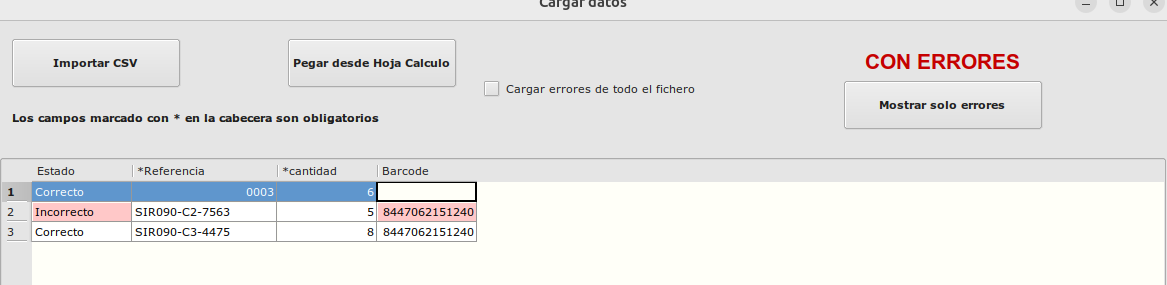 Cargar datos
Importar CSV
Pegar desde Hoja Calculo
CON ERRORES
Cargar errores de todo el fichero
Mostrar solo errores
Los campos marcado con * en la cabecera son obligatorios
Estado *Referencia *cantidad Barcode
1 Correcto 0003 6
2 Incorrecto SIR090-C2-7563 5 8447062151240
3 Correcto SIR090-C3-4475 8 8447062151240